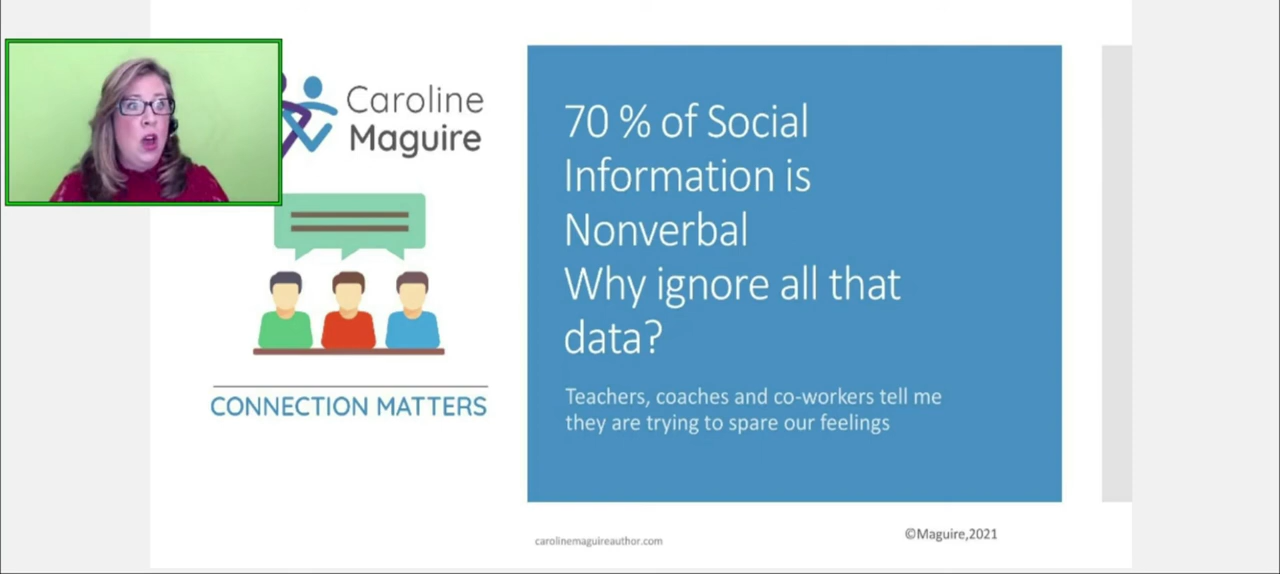 Caroline
Maguire
CONNECTION MATTERS
70 % of Social
Information is
Nonverbal
Why ignore all that
data?
Teachers, coaches and co-workers tell me
they are trying to spare our feelings
carolinemaguireauthor.com
©Maguire,2021